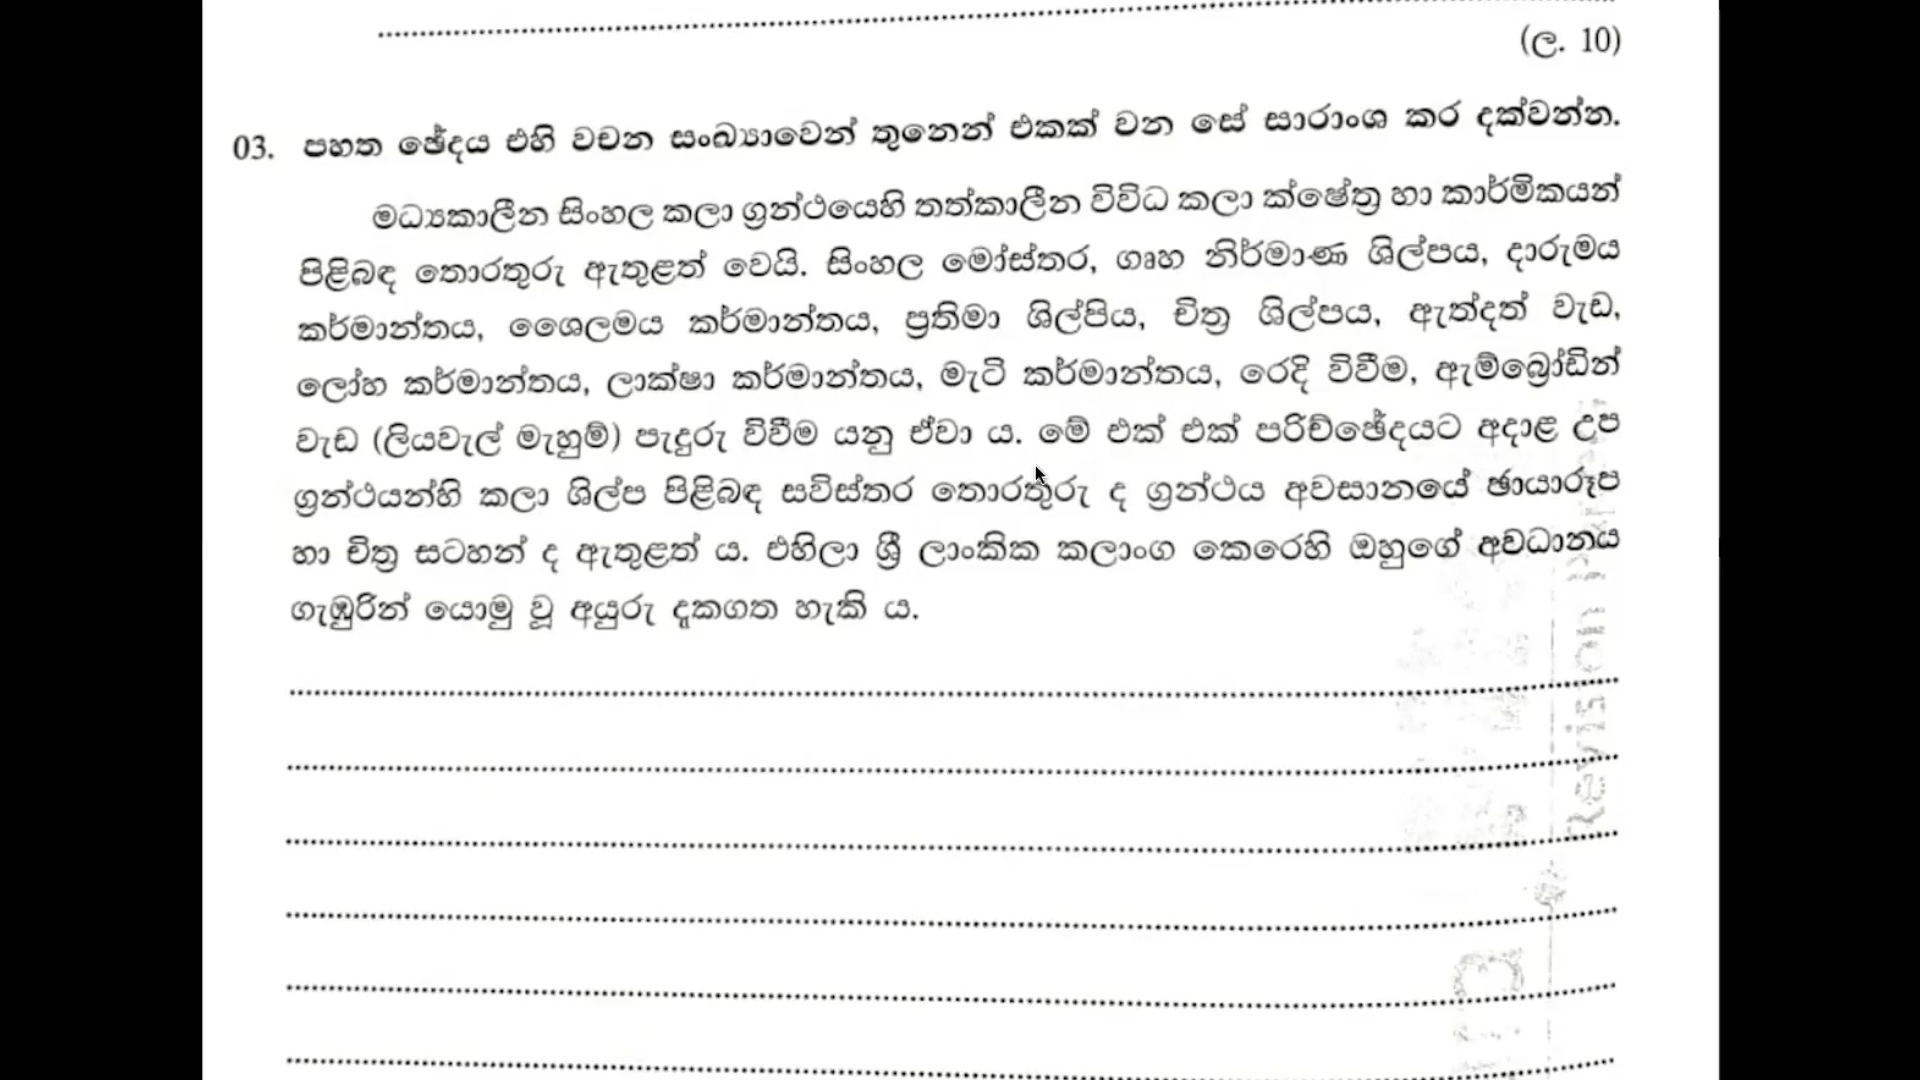 (ල. 10)
03. පහත ඡේදය එහි වචන සංඛ්‍යාවෙන් තුනෙන් එකක් වන සේ සාරාංශ කර දක්වන්න.
මධ්‍යකාලීන සිංහල කලා ග්‍රන්ථයෙහි තත්කාලීන විවිධ කලා ක්ෂේත්‍ර හා කාර්මිකයන්
පිළිබඳ තොරතුරු ඇතුළත් වෙයි. සිංහල මෝස්තර, ගෘහ නිර්මාණ ශිල්පය, දාරුමය
කර්මාන්තය, ශෛලමය කර්මාන්තය, ප්‍රතිමා ශිල්පිය, චිත්‍ර ශිල්පය, ඇත්දත් වැඩ,
ලෝහ කර්මාන්තය, ලාක්ෂා කර්මාන්තය, මැටි කර්මාන්තය, රෙදි විවීම, ඇම්බ්‍රෝඩින්
වැඩ (ලියවැල් මැහුම්) පැදුරු විවීම යනු ඒවා ය. මේ එක් එක් පරිච්ඡේදයට අදාළ උප
ග්‍රන්ථයන්හි කලා ශිල්ප පිළිබඳ සවිස්තර තොරතුරු ද ග්‍රන්ථය අවසානයේ ඡායාරූප
හා චිත්‍ර සටහන් ද ඇතුළත් ය. එහිලා ශ්‍රී ලාංකික කලාංග කෙරෙහි ඔහුගේ අවධානය
ගැඹුරින් යොමු වූ අයුරු දැකගත හැකි ය.
Revision